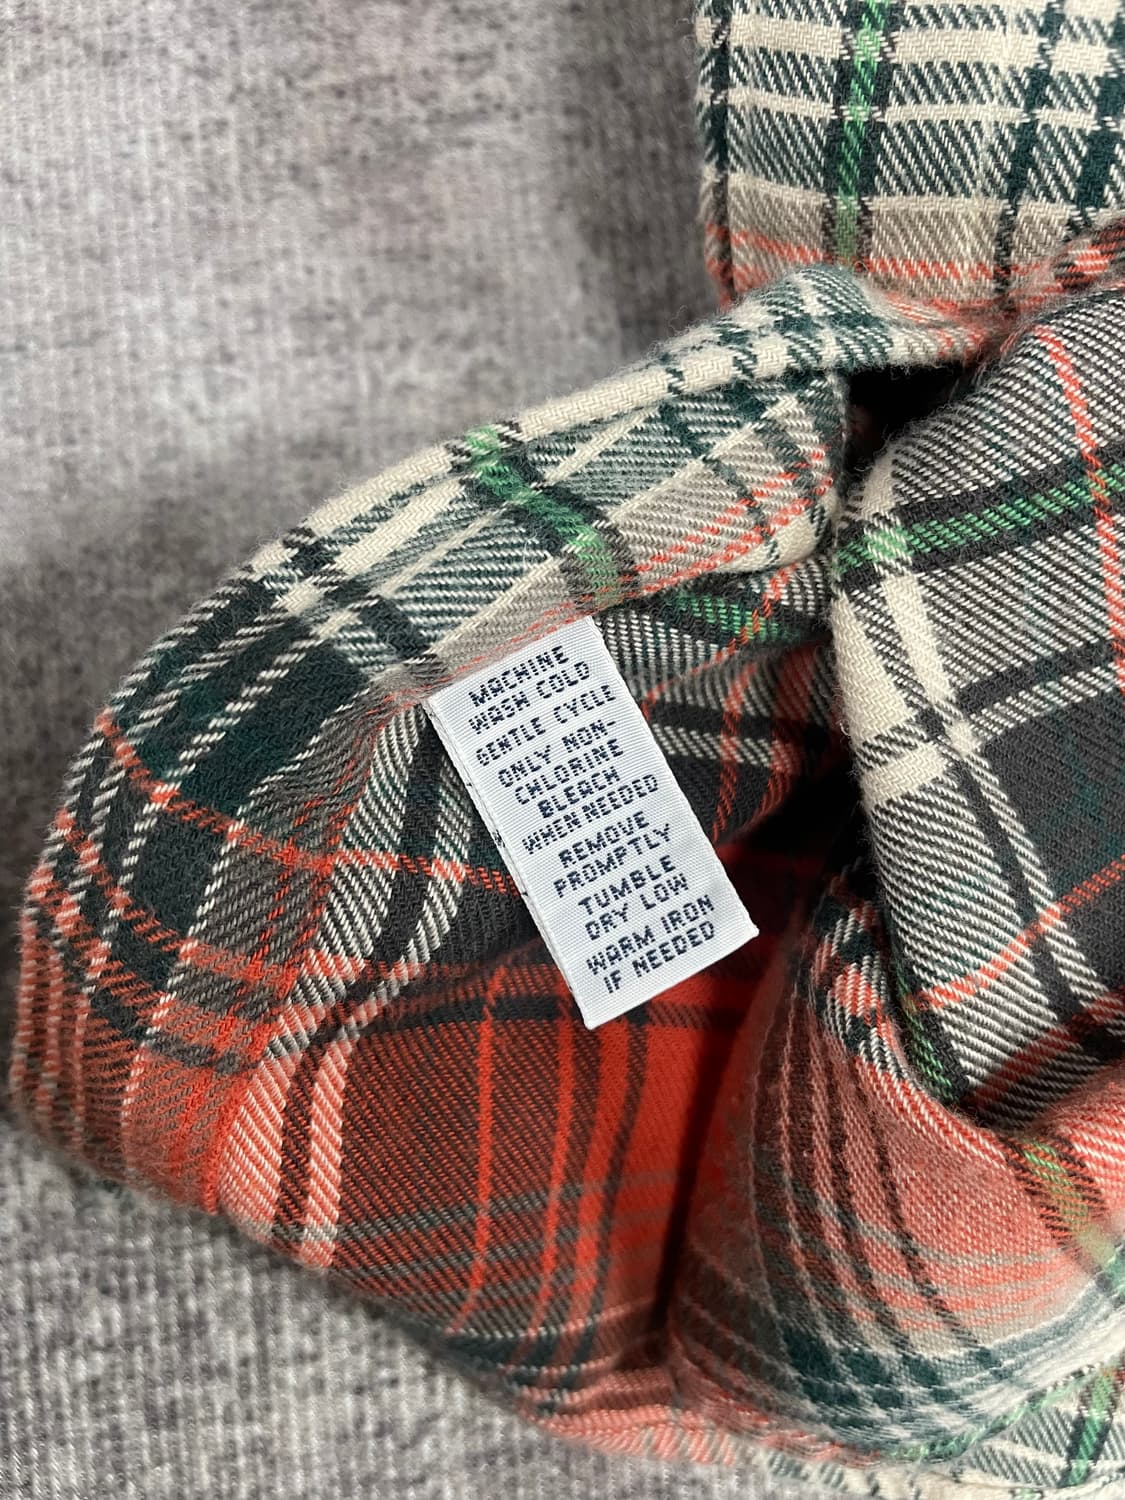 MACHINE
WASH COLD
GENTLE CYCLE
ONLY NON-
CHLORINE-
BLEACH
WHEN NEEDED
REMOVE
PROMPTLY
TUMBLE
DRY LOW
WARM IRON
IF NEEDED